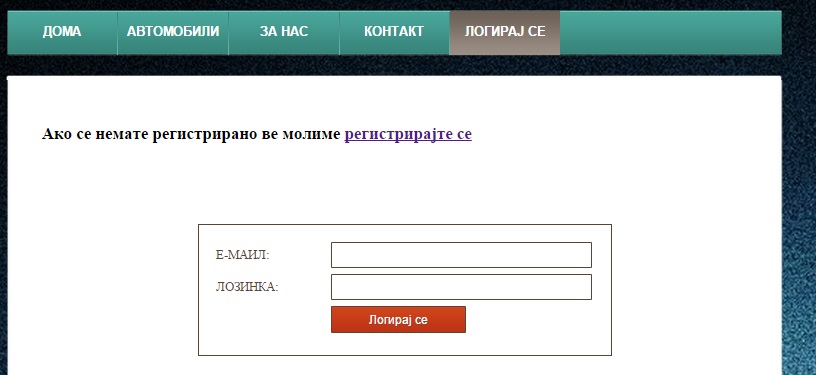 ДОМА АВТОМОБИЛИ ЗА НАС КОНТАКТ ЛОГИРАЈ СЕ
Ако се немате регистрирано ве молиме регистрирајте се
Е-МАИЛ:
ЛОЗИНКА:
Логирај се